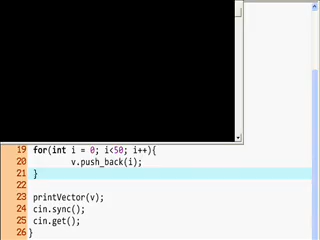 19 for(int i = 0; i<50; i++){
20 v.push_back(i);
21 }
22
23 printVector(v);
24 cin.sync();
25 cin.get();
26 }